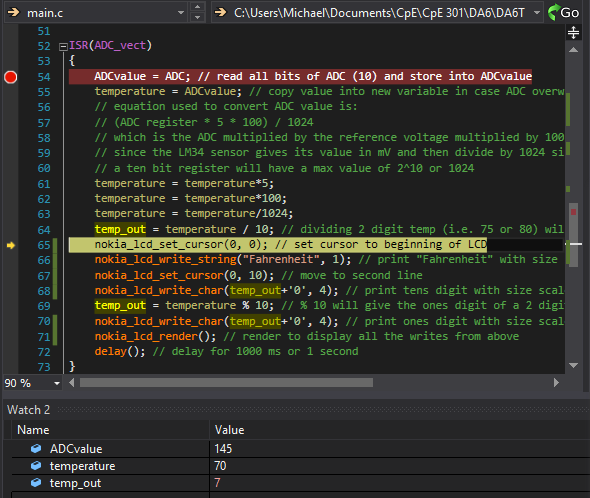 main.c
C:\Users\Michael\Documents\CpE\CpE 301\DA6\DA6T
Go
51
52 ISR(ADC_vect)
53 {
54 ADCvalue = ADC; // read all bits of ADC (10) and store into ADCvalue
55 temperature = ADCvalue; // copy value into new variable in case ADC overw
56 // equation used to convert ADC value is:
57 // (ADC register * 5 * 100) / 1024
58 // which is the ADC multiplied by the reference voltage multiplied by 100
59 // since the LM34 sensor gives its value in mV and then divide by 1024 si
60 // a ten bit register will have a max value of 2^10 or 1024
61 temperature = temperature*5;
62 temperature = temperature*100;
63 temperature = temperature/1024;
64 temp_out = temperature / 10; // dividing 2 digit temp (i.e. 75 or 80) wil
65 nokia_lcd_set_cursor(0, 0); // set cursor to beginning of LCD
66 nokia_lcd_write_string("Fahrenheit", 1); // print "Fahrenheit" with size
67 nokia_lcd_set_cursor(0, 10); // move to second line
68 nokia_lcd_write_char(temp_out+'0', 4); // print tens digit with size scal
69 temp_out = temperature % 10; // % 10 will give the ones digit of a 2 digi
70 nokia_lcd_write_char(temp_out+'0', 4); // print ones digit with size scal
71 nokia_lcd_render(); // render to display all the writes from above
72 delay(); // delay for 1000 ms or 1 second
73 }
90 %
Watch 2
Name Value
ADCvalue 145
temperature 70
temp_out 7